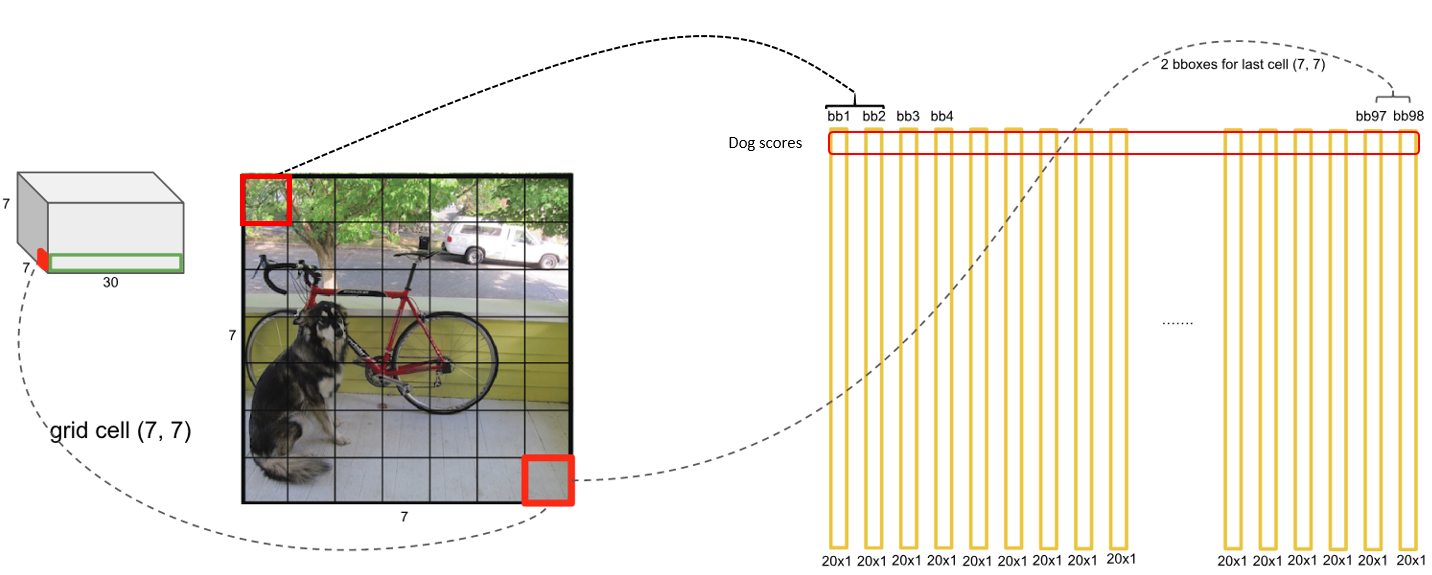 2 bboxes for last cell (7, 7)
bb1 bb2 bb3 bb4 bb97 bb98
Dog scores
7
7
30
7
grid cell (7, 7)
7
.......
20x1 20x1 20x1 20x1 20x1 20x1 20x1 20x1 20x1 20x1 20x1 20x1 20x1 20x1 20x1